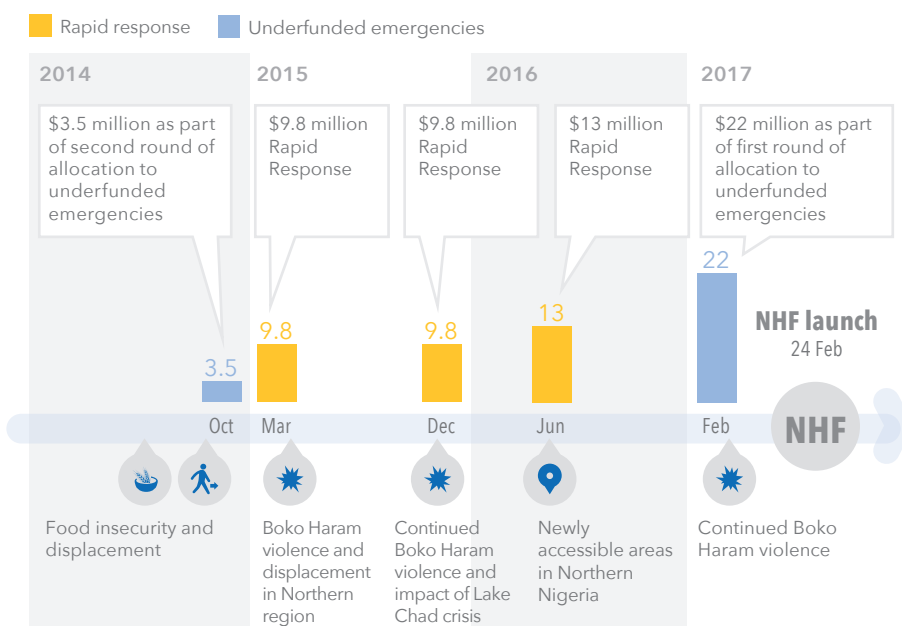 Rapid response
Underfunded emergencies
2014
2015
2016
2017
$3.5 million as part
of second round of
allocation to
underfunded
emergencies
$9.8 million
Rapid
Response
$9.8 million
Rapid
Response
$13 million
Rapid
Response
$22 million as part
of first round of
allocation to
underfunded
emergencies
3.5
9.8
9.8
13
22
NHF launch
24 Feb
Oct
Mar
Dec
Jun
Feb
NHF
Food insecurity and
displacement
Boko Haram
violence and
displacement
in Northern
region
Continued
Boko Haram
violence and
impact of Lake
Chad crisis
Newly
accessible areas
in Northern
Nigeria
Continued Boko
Haram violence